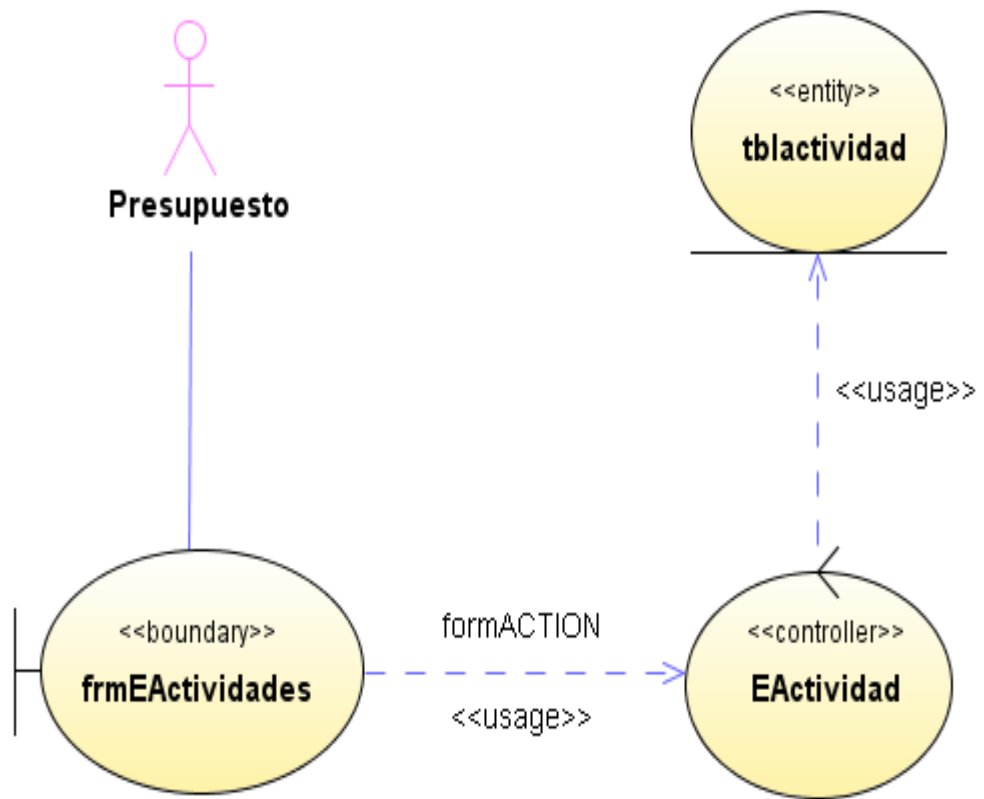 <<entity>>
tblactividad
Presupuesto
<<usage>>
<<boundary>>
frmEActividades
formACTION
<<usage>>
<<controller>>
EActividad